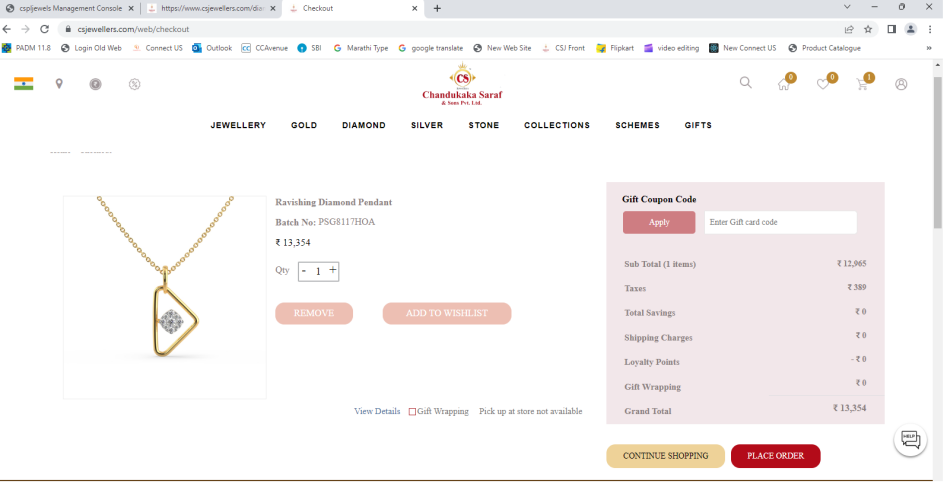 cspljewels Management Console
https://www.csjewellers.com/dia
Checkout
csjewellers.com/web/checkout
PADM 11.8 Login Old Web Connect US Outlook CCAvenue SBI Marathi Type google translate New Web Site CSJ Front Flipkart video editing New Connect US Product Catalogue »
CS
Chandukaka Saraf
& Sons Pvt. Ltd.
0 0 1
JEWELLERY GOLD DIAMOND SILVER STONE COLLECTIONS SCHEMES GIFTS
Ravishing Diamond Pendant
Batch No: PSG8117HOA
₹ 13,354
Qty - 1 +
REMOVE ADD TO WISHLIST
View Details Gift Wrapping Pick up at store not available
Gift Coupon Code
Apply Enter Gift card code
Sub Total (1 items) ₹ 12,965
Taxes ₹ 389
Total Savings ₹ 0
Shipping Charges ₹ 0
Loyalty Points - ₹ 0
Gift Wrapping ₹ 0
Grand Total ₹ 13,354
HELP
CONTINUE SHOPPING PLACE ORDER